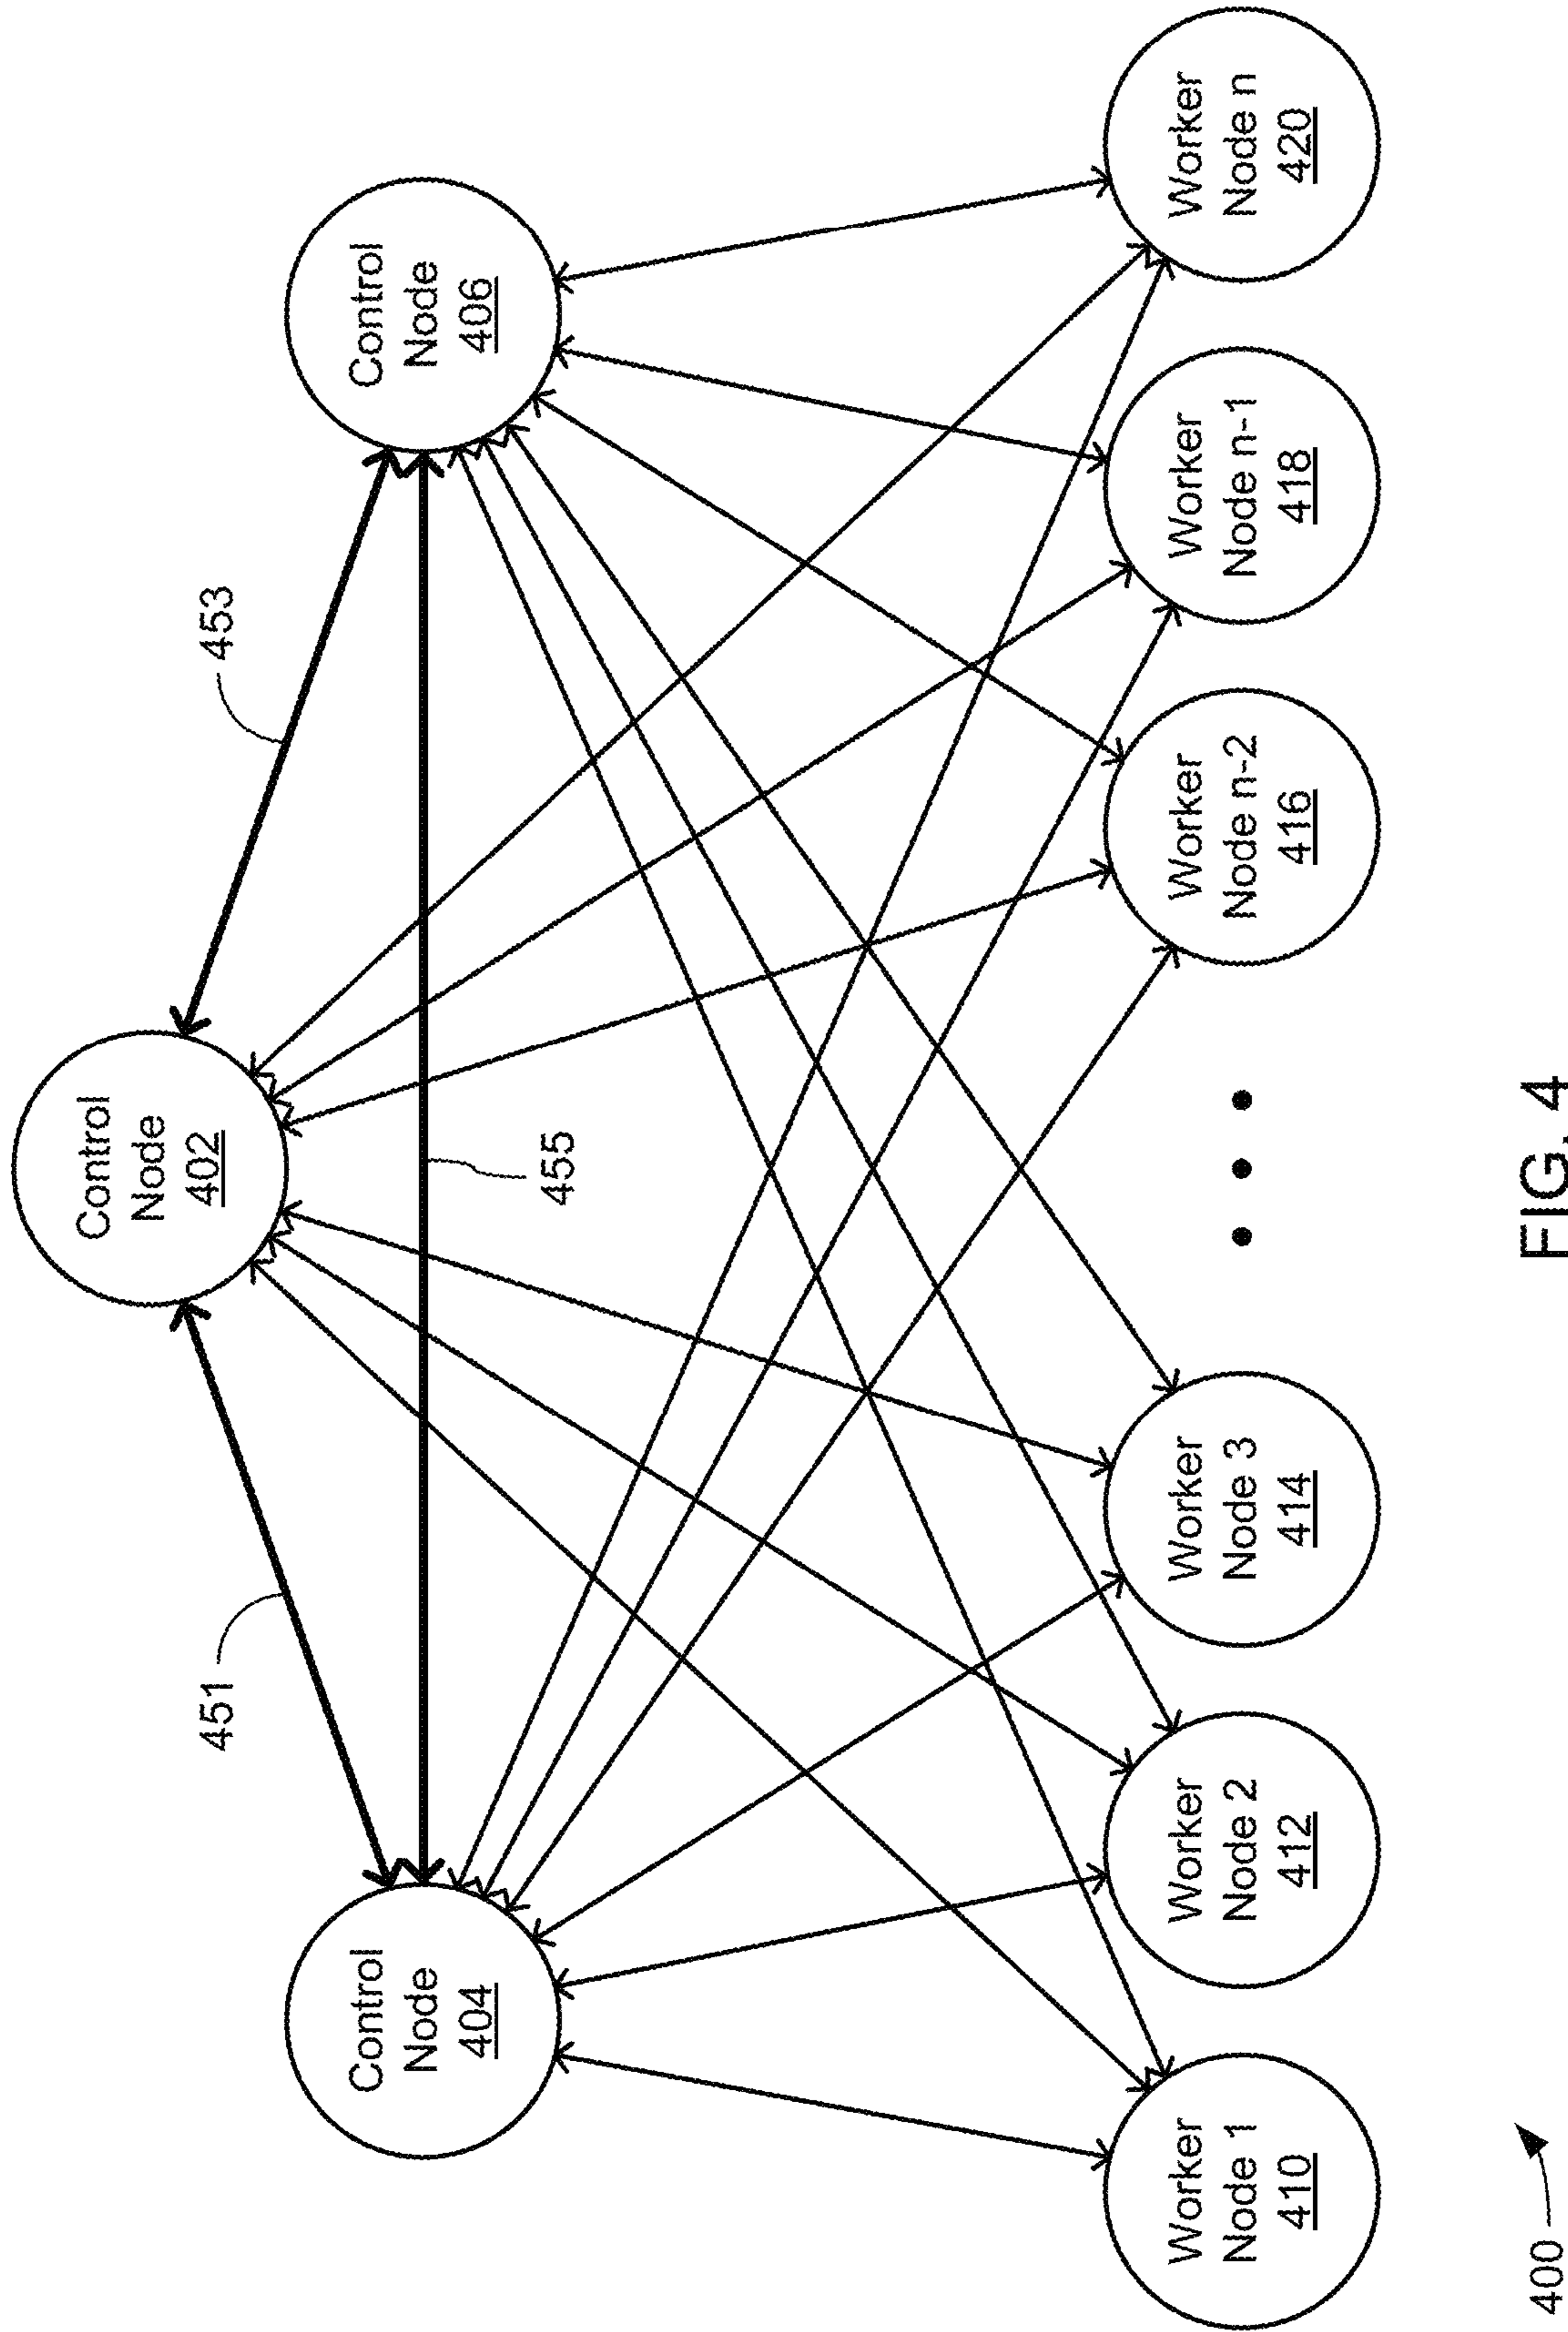 Control
Node
402
451
453
Control
Node
404
Control
Node
406
455
Worker
Node 1
410
Worker
Node 2
412
Worker
Node 3
414
Worker
Node n-2
416
Worker
Node n-1
418
Worker
Node n
420
400
FIG. 4